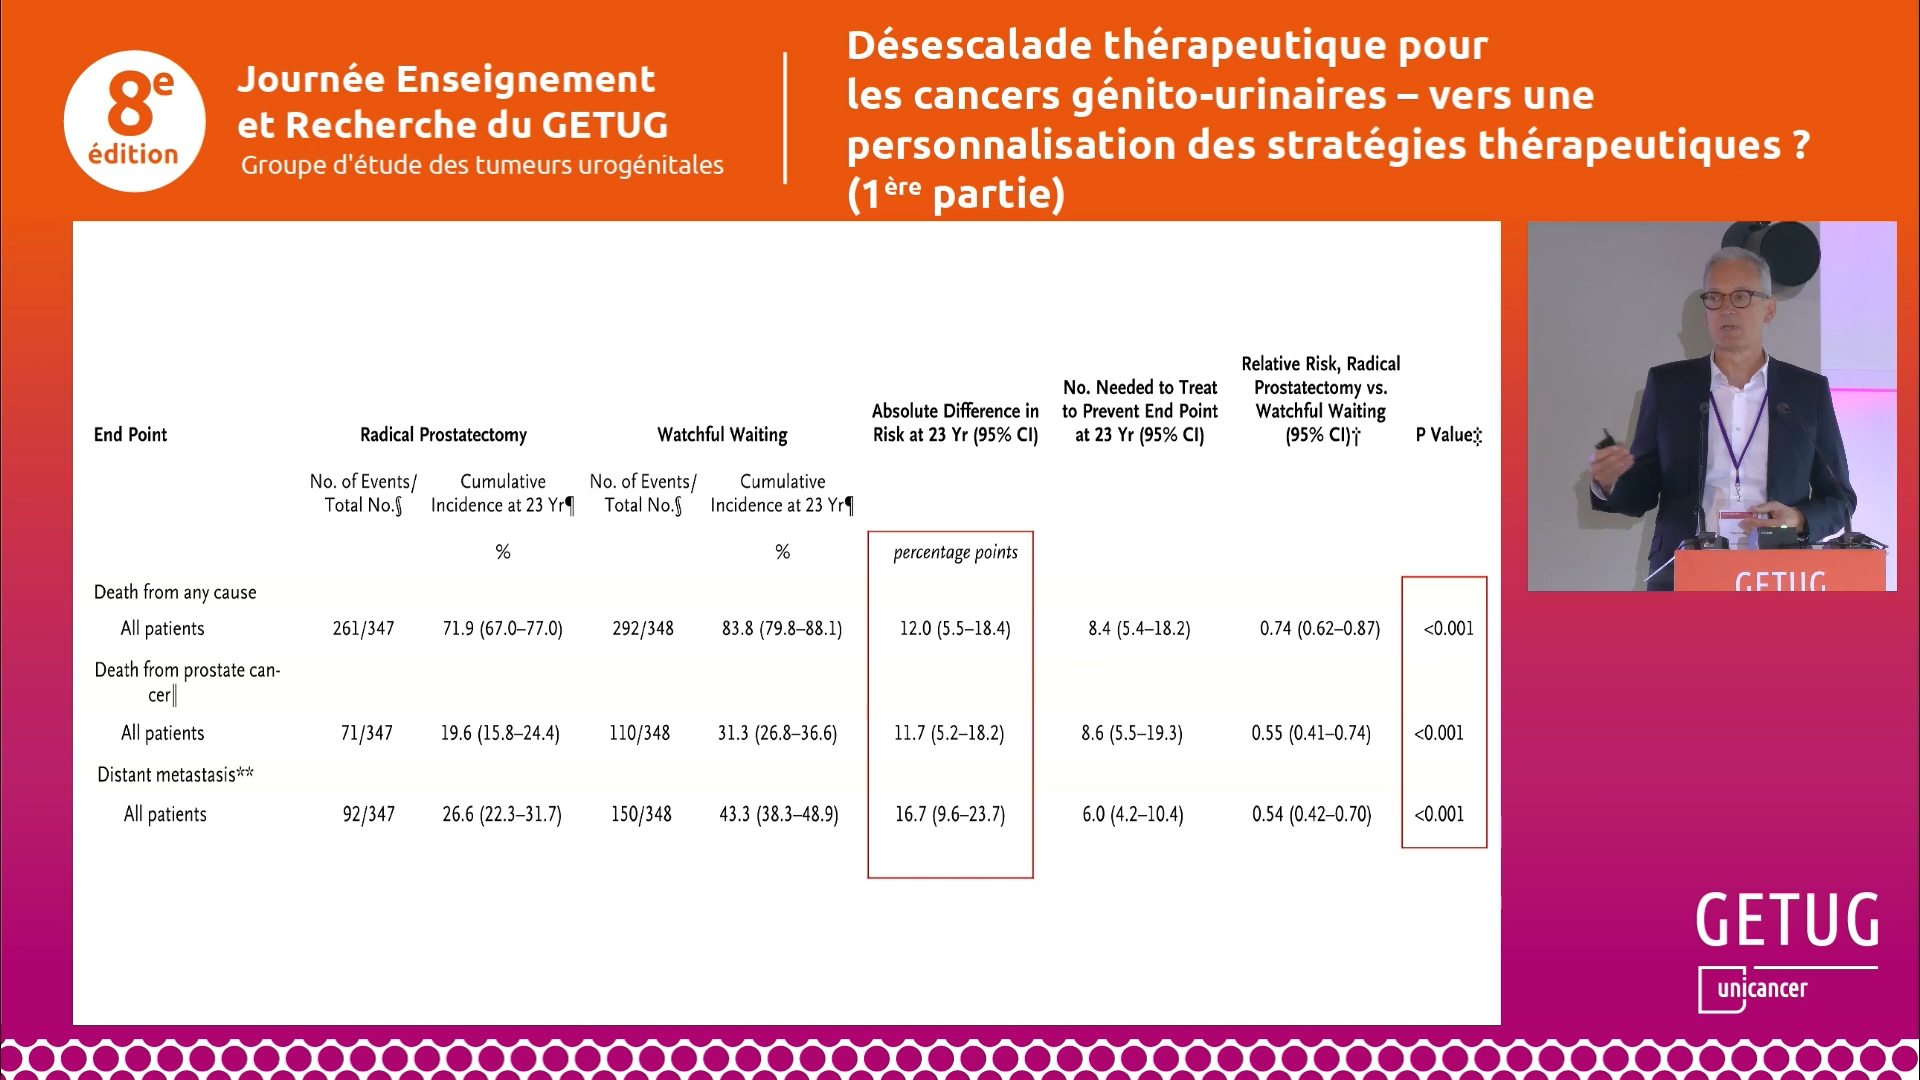 8e
édition
Journée Enseignement
et Recherche du GETUG
Groupe d'étude des tumeurs urogénitales
Désescalade thérapeutique pour
les cancers génito-urinaires – vers une
personnalisation des stratégies thérapeutiques ?
(1ère partie)
End Point
Radical Prostatectomy
Watchful Waiting
Absolute Difference in
Risk at 23 Yr (95% CI)
No. Needed to Treat
to Prevent End Point
at 23 Yr (95% CI)
Relative Risk, Radical
Prostatectomy vs.
Watchful Waiting
(95% CI)†
P Value‡
No. of Events/
Total No.§
Cumulative
Incidence at 23 Yr¶
No. of Events/
Total No.§
Cumulative
Incidence at 23 Yr¶
% % percentage points
Death from any cause
All patients 261/347 71.9 (67.0–77.0) 292/348 83.8 (79.8–88.1) 12.0 (5.5–18.4) 8.4 (5.4–18.2) 0.74 (0.62–0.87) <0.001
Death from prostate can-
cer‖
All patients 71/347 19.6 (15.8–24.4) 110/348 31.3 (26.8–36.6) 11.7 (5.2–18.2) 8.6 (5.5–19.3) 0.55 (0.41–0.74) <0.001
Distant metastasis**
All patients 92/347 26.6 (22.3–31.7) 150/348 43.3 (38.3–48.9) 16.7 (9.6–23.7) 6.0 (4.2–10.4) 0.54 (0.42–0.70) <0.001
GETUG
GETUG
unicancer